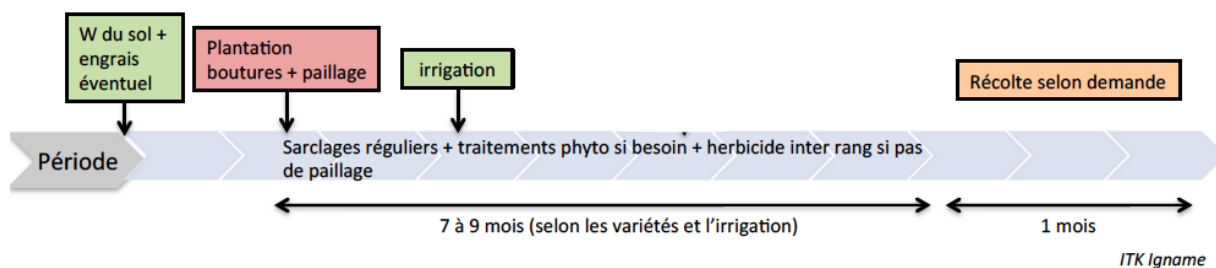 W du sol +
engrais
éventuel
Plantation
boutures + paillage
irrigation
Récolte selon demande
Période
Sarclages réguliers + traitements phyto si besoin + herbicide inter rang si pas
de paillage
7 à 9 mois (selon les variétés et l’irrigation)
1 mois
ITK Igname